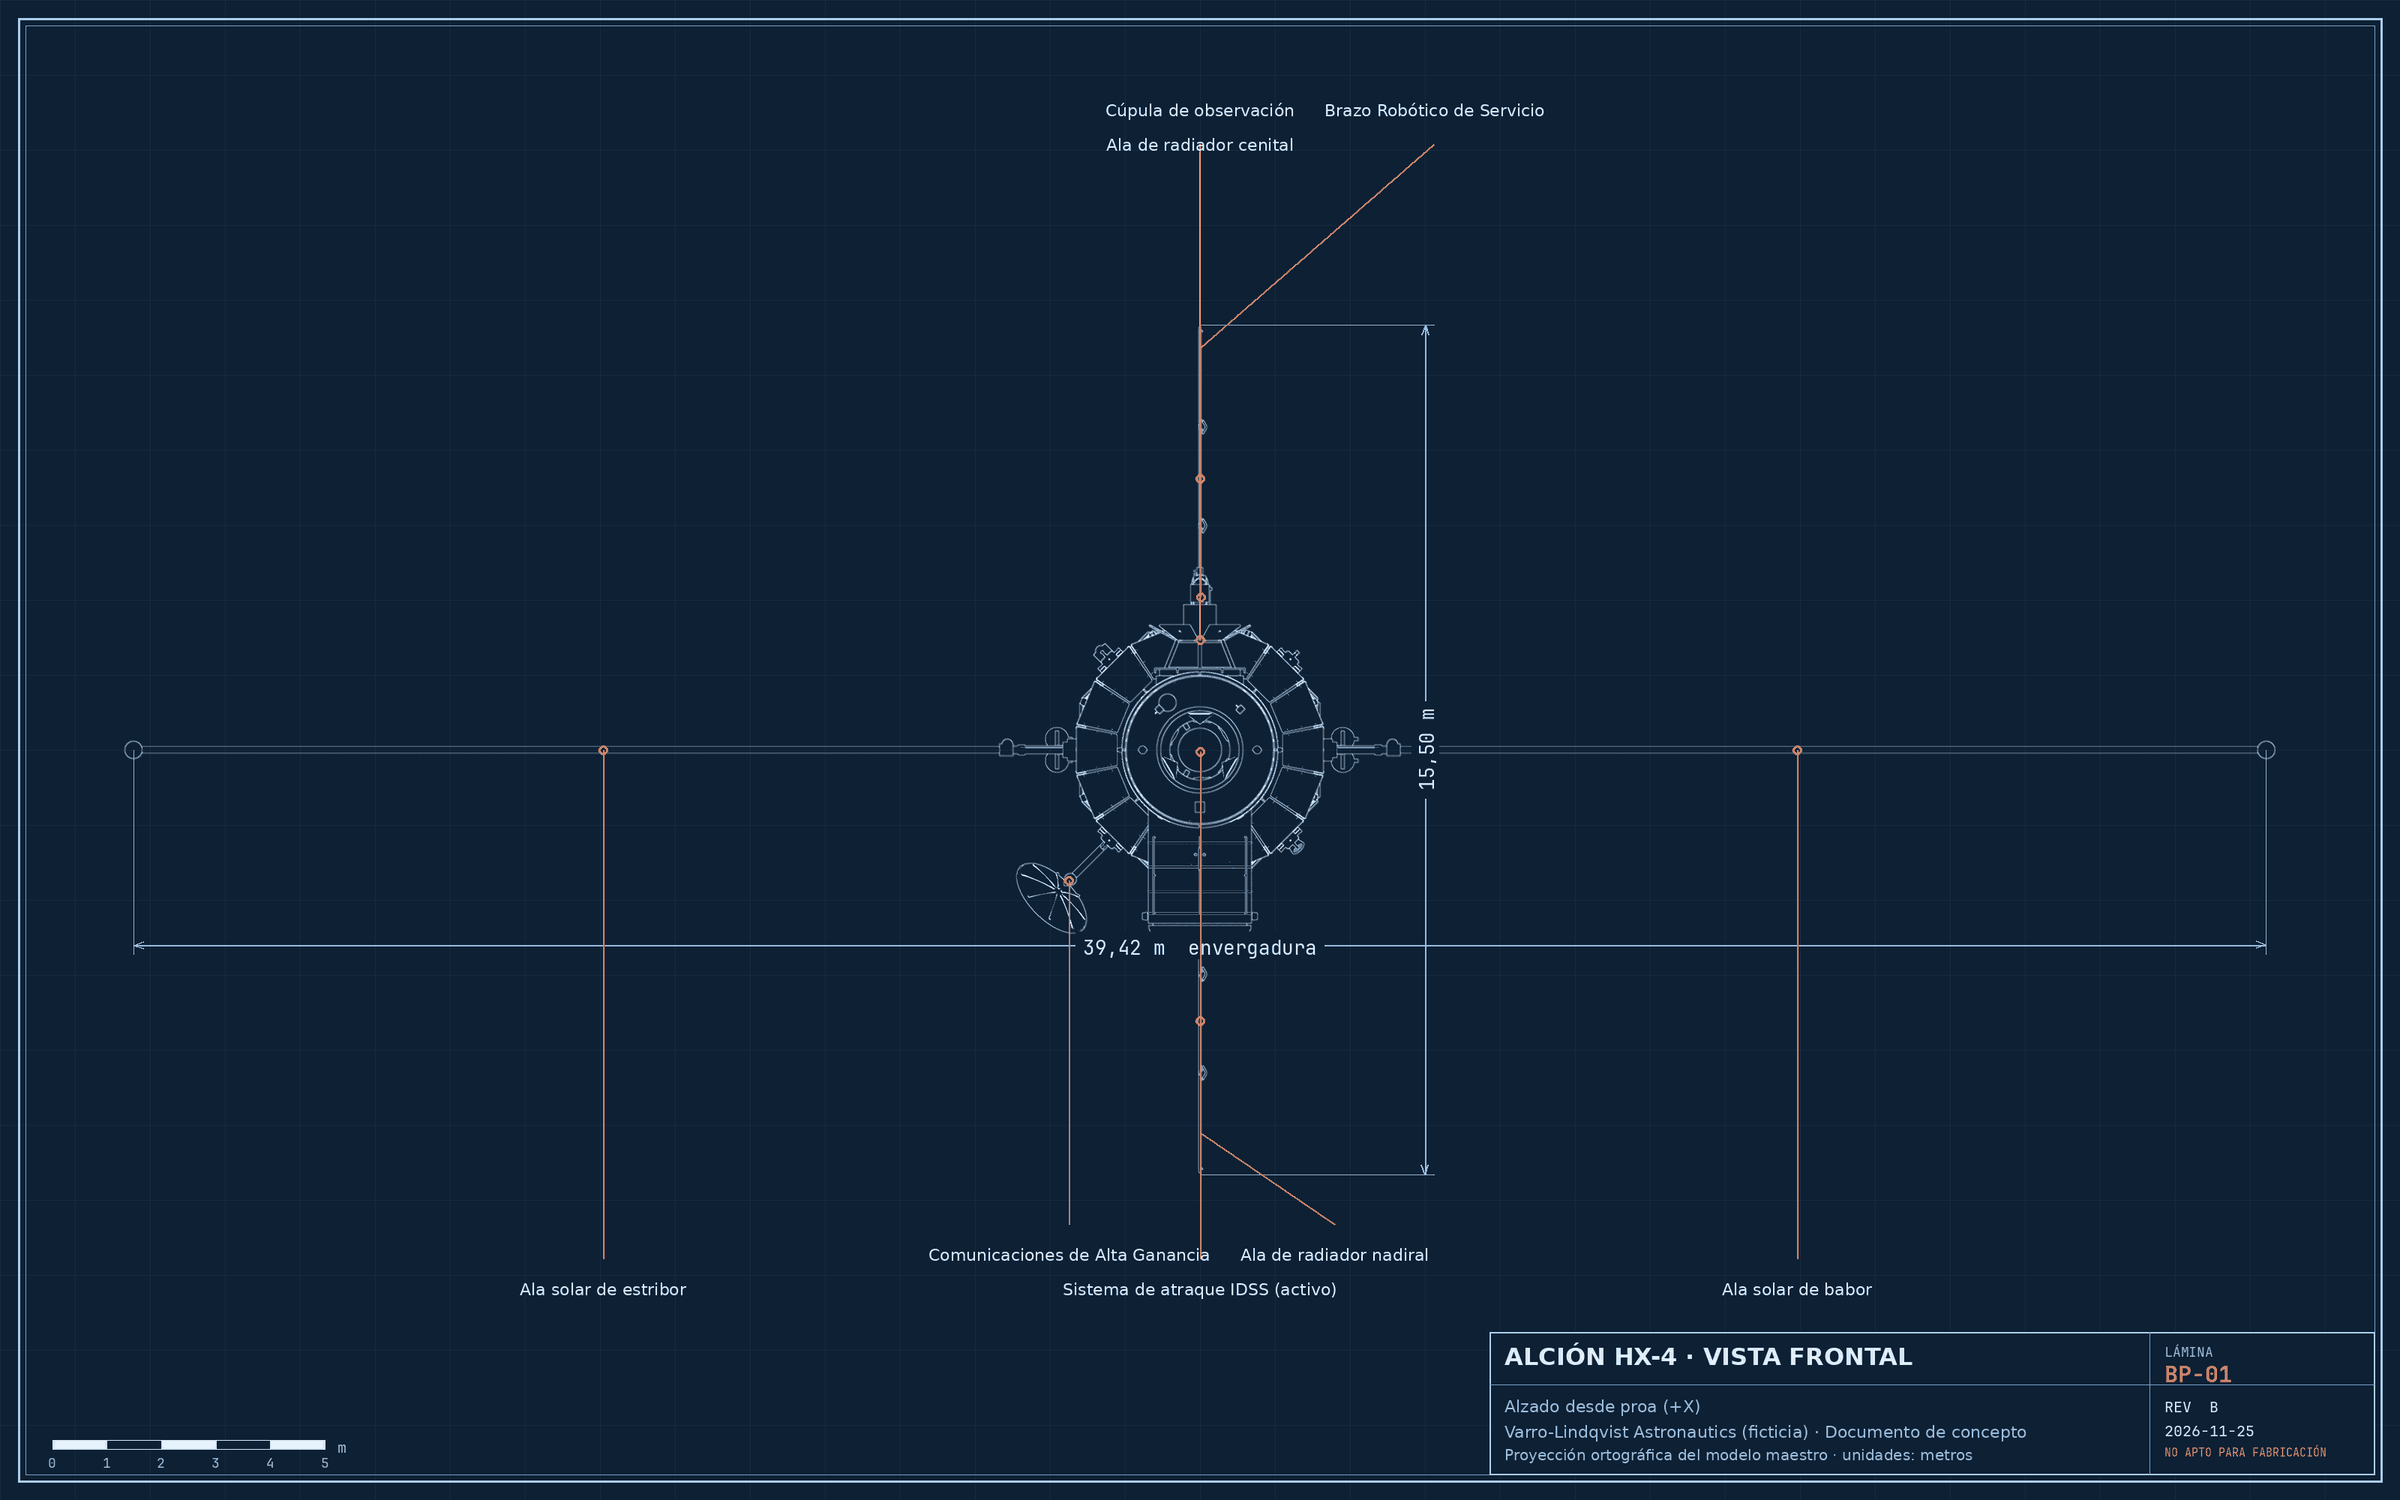 Cúpula de observación
Brazo Robótico de Servicio
Ala de radiador cenital
15,50 m
39,42 m envergadura
Comunicaciones de Alta Ganancia
Ala de radiador nadiral
Ala solar de estribor
Sistema de atraque IDSS (activo)
Ala solar de babor
ALCIÓN HX-4 · VISTA FRONTAL
LÁMINA
BP-01
Alzado desde proa (+X)
Varro-Lindqvist Astronautics (ficticia) · Documento de concepto
Proyección ortográfica del modelo maestro · unidades: metros
REV B
2026-11-25
NO APTO PARA FABRICACIÓN
m
0 1 2 3 4 5